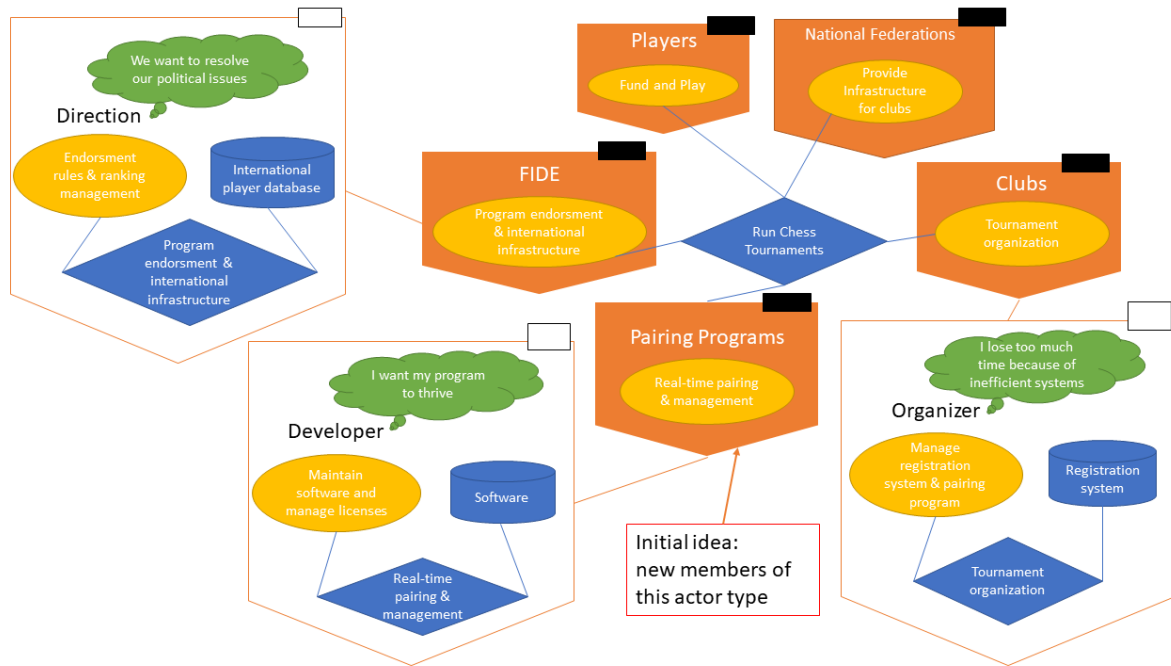 We want to resolve
our political issues
Direction
Endorsment
rules & ranking
management
International
player database
Program
endorsment &
international
infrastructure
Players
Fund and Play
National Federations
Provide
Infrastructure
for clubs
FIDE
Program endorsment
& international
infrastructure
Run Chess
Tournaments
Clubs
Tournament
organization
Pairing Programs
Real-time pairing
& management
I want my program
to thrive
Developer
Maintain
software and
manage licenses
Software
Real-time
pairing &
management
Initial idea:
new members of
this actor type
I lose too much
time because of
inefficient systems
Organizer
Manage
registration
system & pairing
program
Registration
system
Tournament
organization